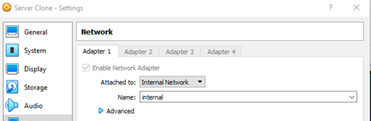 Server Clone - Settings
General
System
Display
Storage
Audio
Network
Adapter 1 Adapter 2 Adapter 3 Adapter 4
Enable Network Adapter
Attached to: Internal Network
Name: internal
Advanced